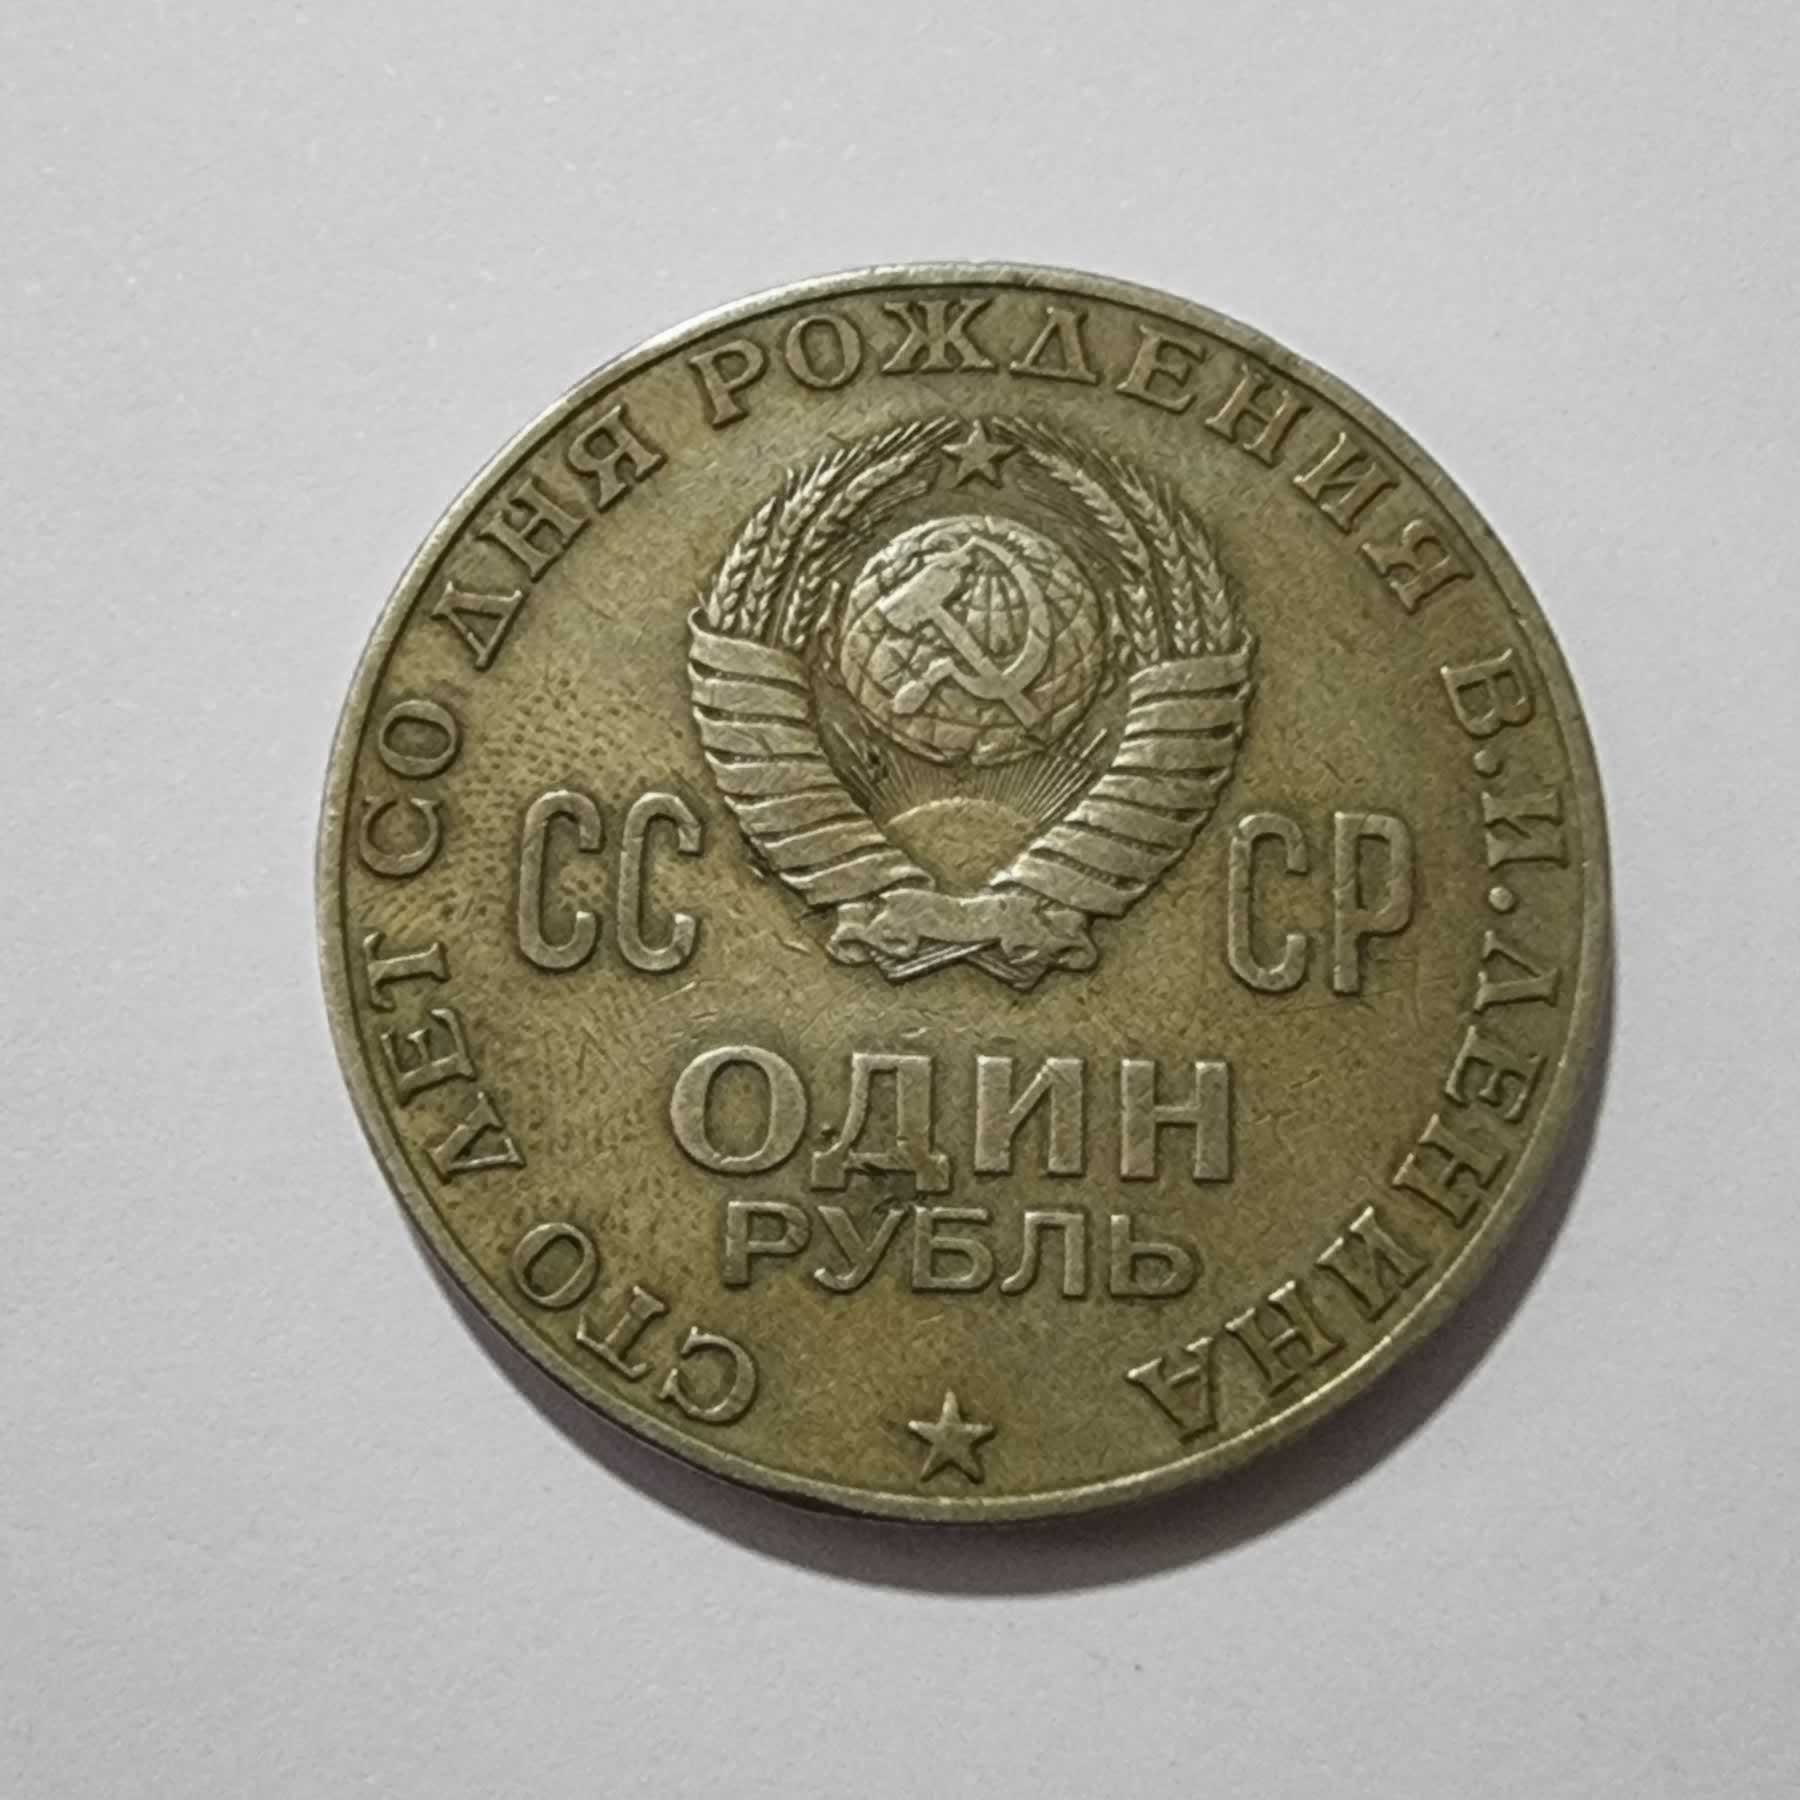 СТО ЛЕТ СО ДНЯ РОЖДЕНИЯ В.И.ЛЕНИНА
СС СР
ОДИН
РУБЛЬ